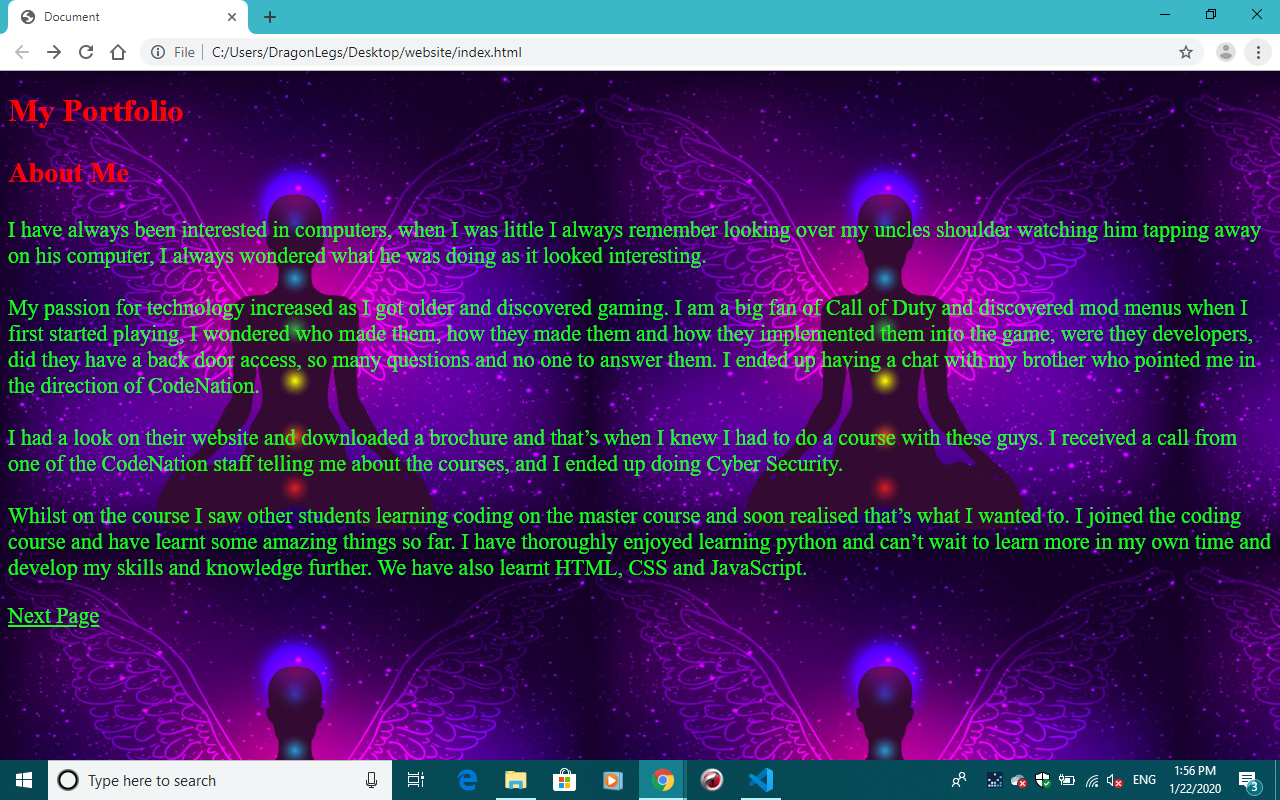 Document
File
C:/Users/DragonLegs/Desktop/website/index.html
My Portfolio
About Me
I have always been interested in computers, when I was little I always remember looking over my uncles shoulder watching him tapping away
on his computer, I always wondered what he was doing as it looked interesting.
My passion for technology increased as I got older and discovered gaming. I am a big fan of Call of Duty and discovered mod menus when I
first started playing, I wondered who made them, how they made them and how they implemented them into the game, were they developers,
did they have a back door access, so many questions and no one to answer them. I ended up having a chat with my brother who pointed me in
the direction of CodeNation.
I had a look on their website and downloaded a brochure and that’s when I knew I had to do a course with these guys. I received a call from
one of the CodeNation staff telling me about the courses, and I ended up doing Cyber Security.
Whilst on the course I saw other students learning coding on the master course and soon realised that’s what I wanted to. I joined the coding
course and have learnt some amazing things so far. I have thoroughly enjoyed learning python and can’t wait to learn more in my own time and
develop my skills and knowledge further. We have also learnt HTML, CSS and JavaScript.
Next Page
Type here to search
ENG
1:56 PM
1/22/2020
3